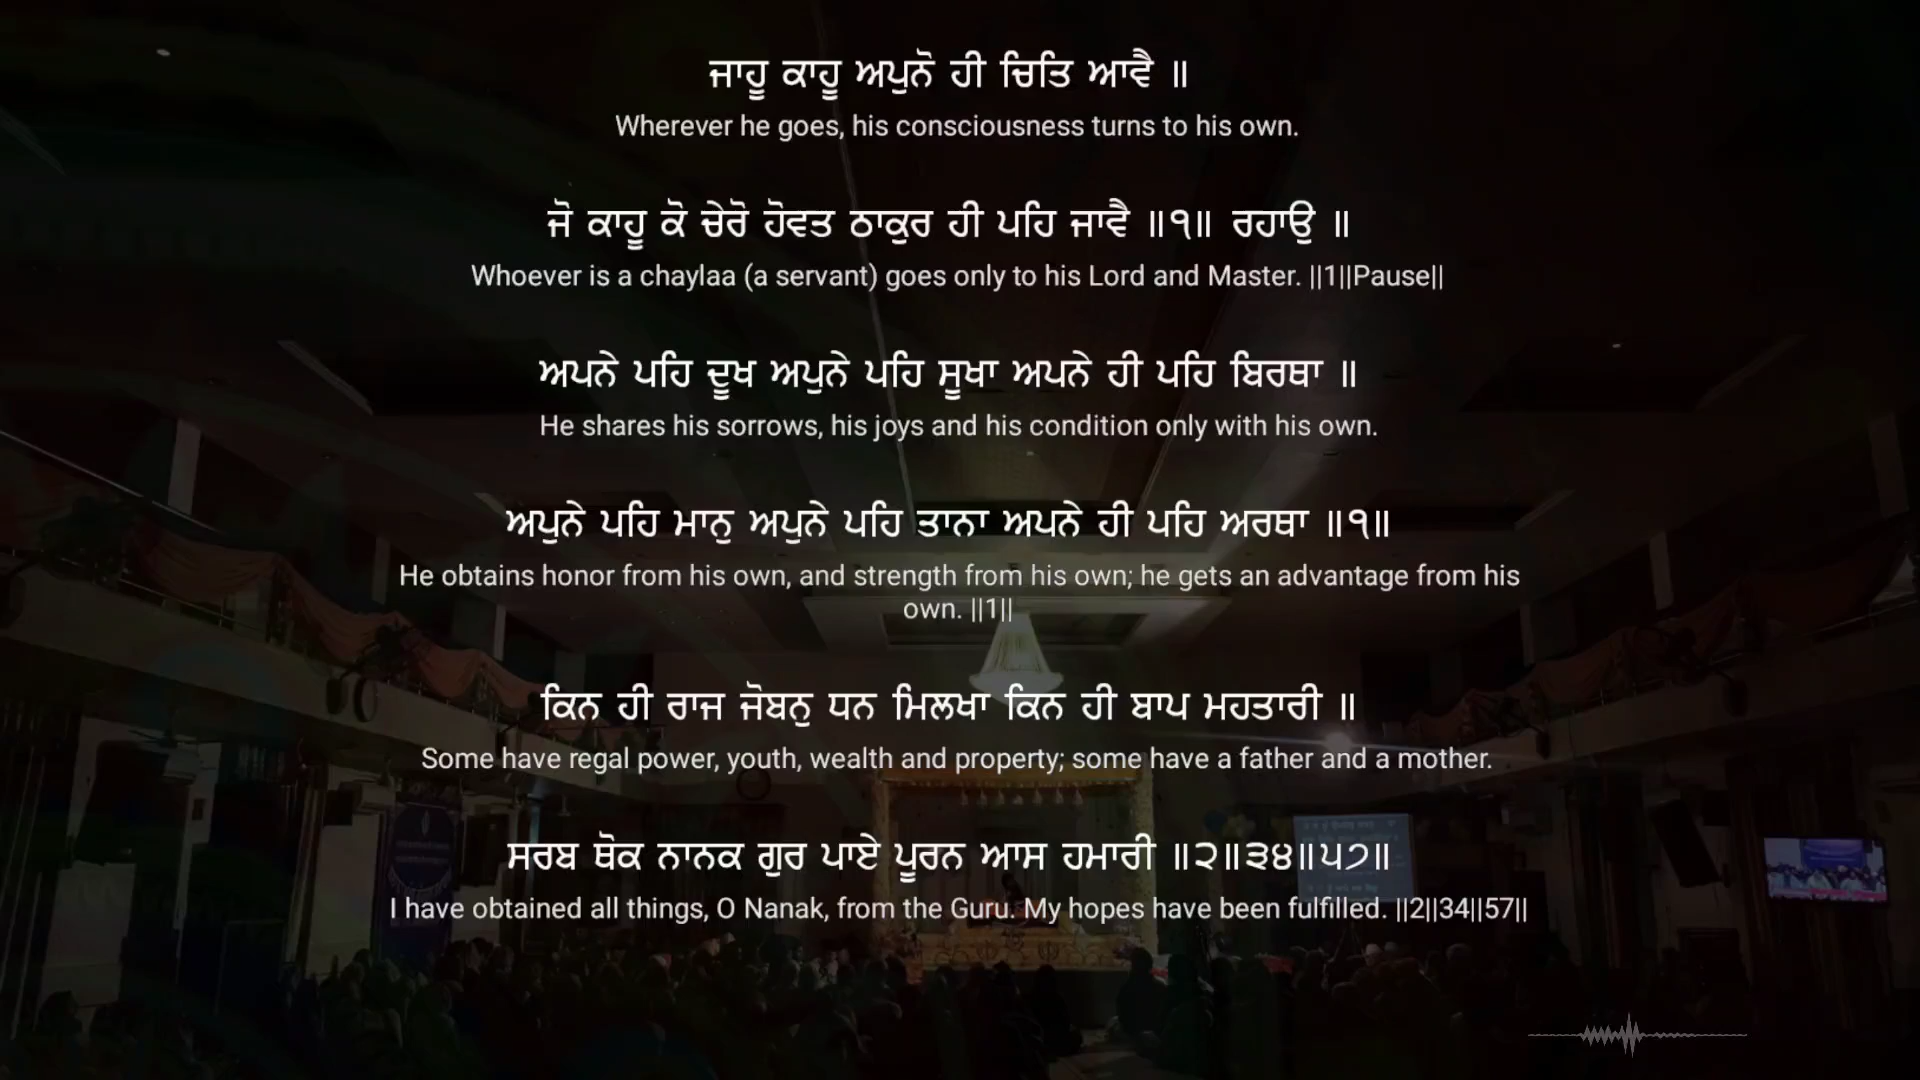 ਜਾਹੂ ਕਾਹੂ ਅਪੁਨੋ ਹੀ ਚਿਤਿ ਆਵੈ ॥
Wherever he goes, his consciousness turns to his own.
ਜੋ ਕਾਹੂ ਕੋ ਚੇਰੋ ਹੋਵਤ ਠਾਕੁਰ ਹੀ ਪਹਿ ਜਾਵੈ ॥੧॥ ਰਹਾਉ ॥
Whoever is a chaylaa (a servant) goes only to his Lord and Master. ||1||Pause||
ਅਪਨੇ ਪਹਿ ਦੂਖ ਅਪੁਨੇ ਪਹਿ ਸੂਖਾ ਅਪਨੇ ਹੀ ਪਹਿ ਬਿਰਥਾ ॥
He shares his sorrows, his joys and his condition only with his own.
ਅਪੁਨੇ ਪਹਿ ਮਾਨੁ ਅਪੁਨੇ ਪਹਿ ਤਾਨਾ ਅਪਨੇ ਹੀ ਪਹਿ ਅਰਥਾ ॥੧॥
He obtains honor from his own, and strength from his own; he gets an advantage from his
own. ||1||
ਕਿਨ ਹੀ ਰਾਜ ਜੋਬਨੁ ਧਨ ਮਿਲਖਾ ਕਿਨ ਹੀ ਬਾਪ ਮਹਤਾਰੀ ॥
Some have regal power, youth, wealth and property; some have a father and a mother.
ਸਰਬ ਥੋਕ ਨਾਨਕ ਗੁਰ ਪਾਏ ਪੂਰਨ ਆਸ ਹਮਾਰੀ ॥੨॥੩੪॥੫੭॥
I have obtained all things, O Nanak, from the Guru. My hopes have been fulfilled. ||2||34||57||